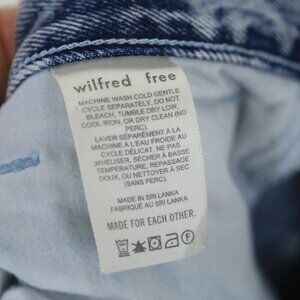 wilfred free
MACHINE WASH COLD GENTLE
CYCLE SEPARATELY, DO NOT
BLEACH, TUMBLE DRY LOW,
COOL IRON, OR DRY CLEAN (NO
PERC).
LAVER SÉPARÉMENT À LA
MACHINE À L'EAU FROIDE AU
CYCLE DÉLICAT. NE PAS
JAVELISER, SÉCHER À BASSE
TEMPÉRATURE, REPASSAGE
DOUX, OU NETTOYER À SEC
(SANS PERC).
MADE IN SRI LANKA
FABRIQUÉ AU SRI LANKA
MADE FOR EACH OTHER.